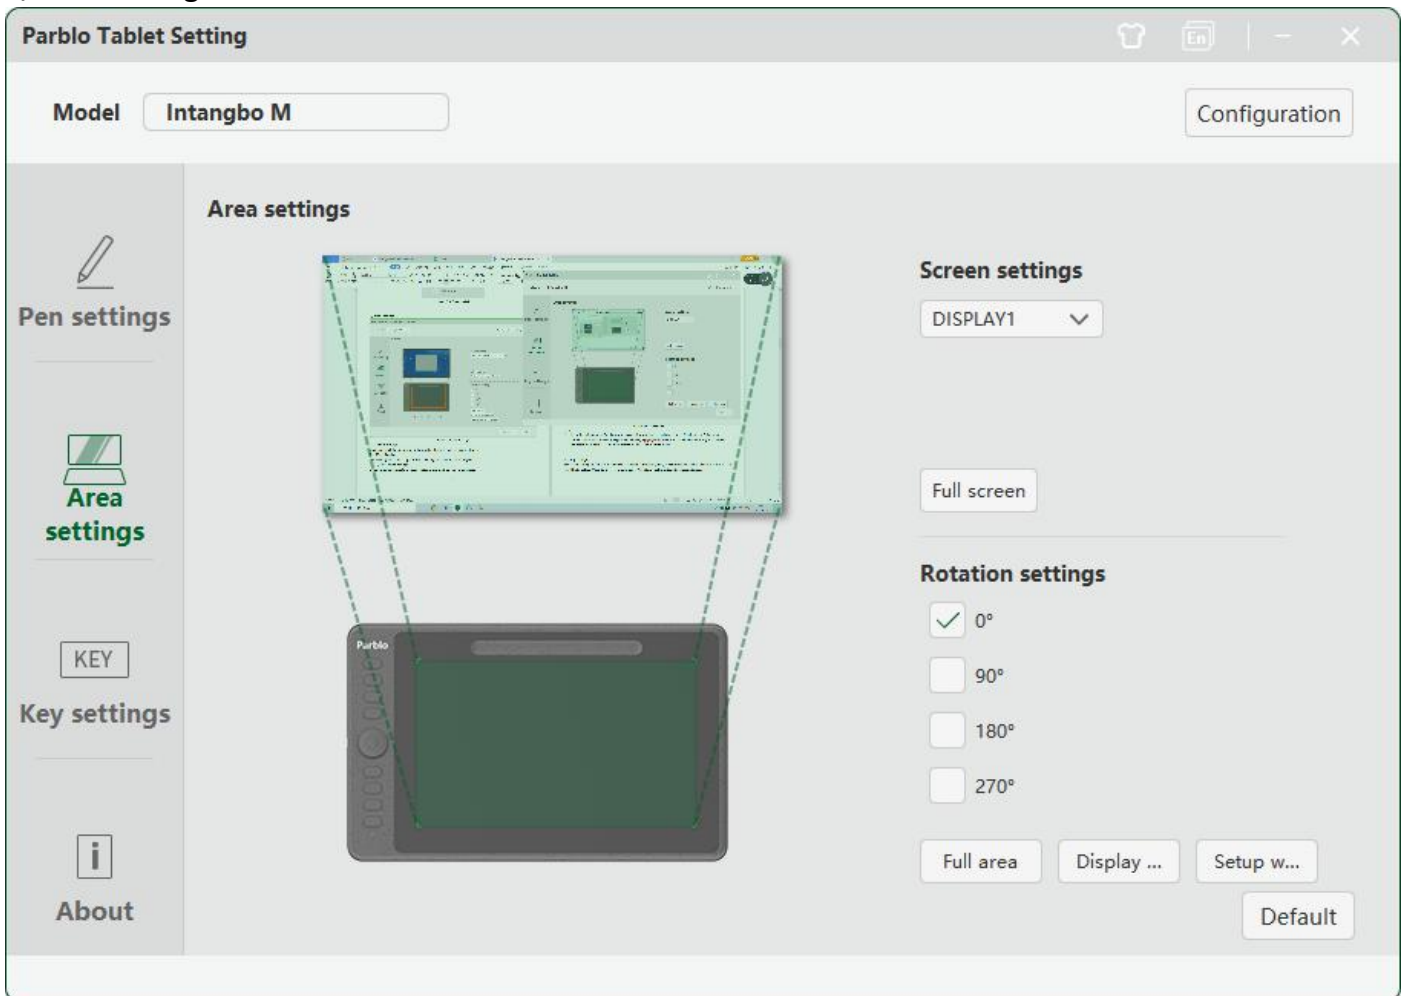 Parblo Tablet Setting
En
Model
Intangbo M
Configuration
Area settings
Pen settings
Area
settings
KEY
Key settings
i
About
Parblo
Screen settings
DISPLAY1
Full screen
Rotation settings
0°
90°
180°
270°
Full area
Display ...
Setup w...
Default